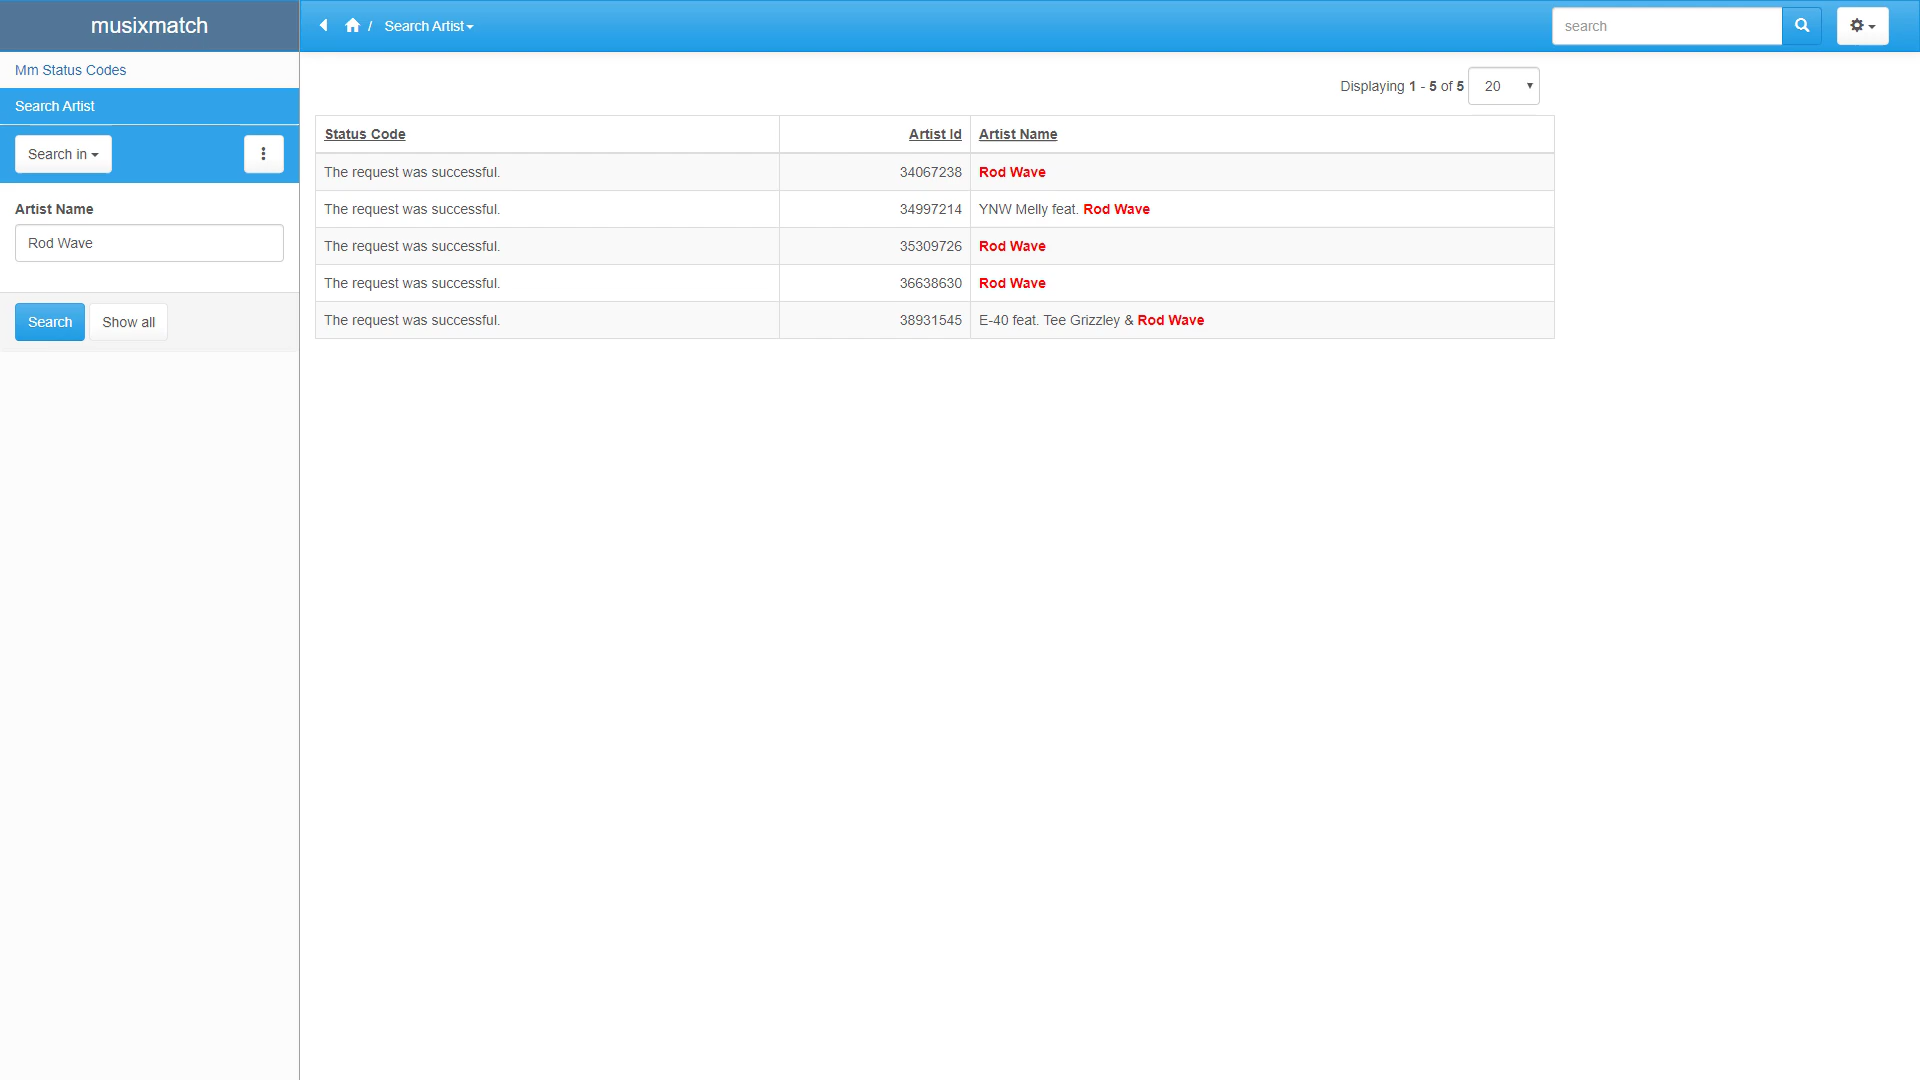 musixmatch
/ Search Artist
search
Mm Status Codes
Search Artist
Search in
Artist Name
Rod Wave
Search Show all
Displaying 1 - 5 of 5 20
Status Code Artist Id Artist Name
The request was successful. 34067238 Rod Wave
The request was successful. 34997214 YNW Melly feat. Rod Wave
The request was successful. 35309726 Rod Wave
The request was successful. 36638630 Rod Wave
The request was successful. 38931545 E-40 feat. Tee Grizzley & Rod Wave